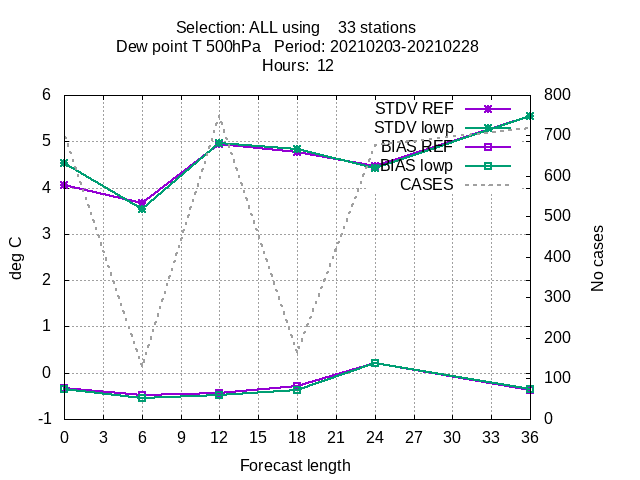 Selection: ALL using    33 stations
Dew point T 500hPa   Period: 20210203-20210228
Hours:  12
6
5
4
3
2
1
0
-1
deg C
STDV REF
STDV lowp
BIAS REF
BIAS lowp
CASES
800
700
600
500
400
300
200
100
0
No cases
0 3 6 9 12 15 18 21 24 27 30 33 36
Forecast length